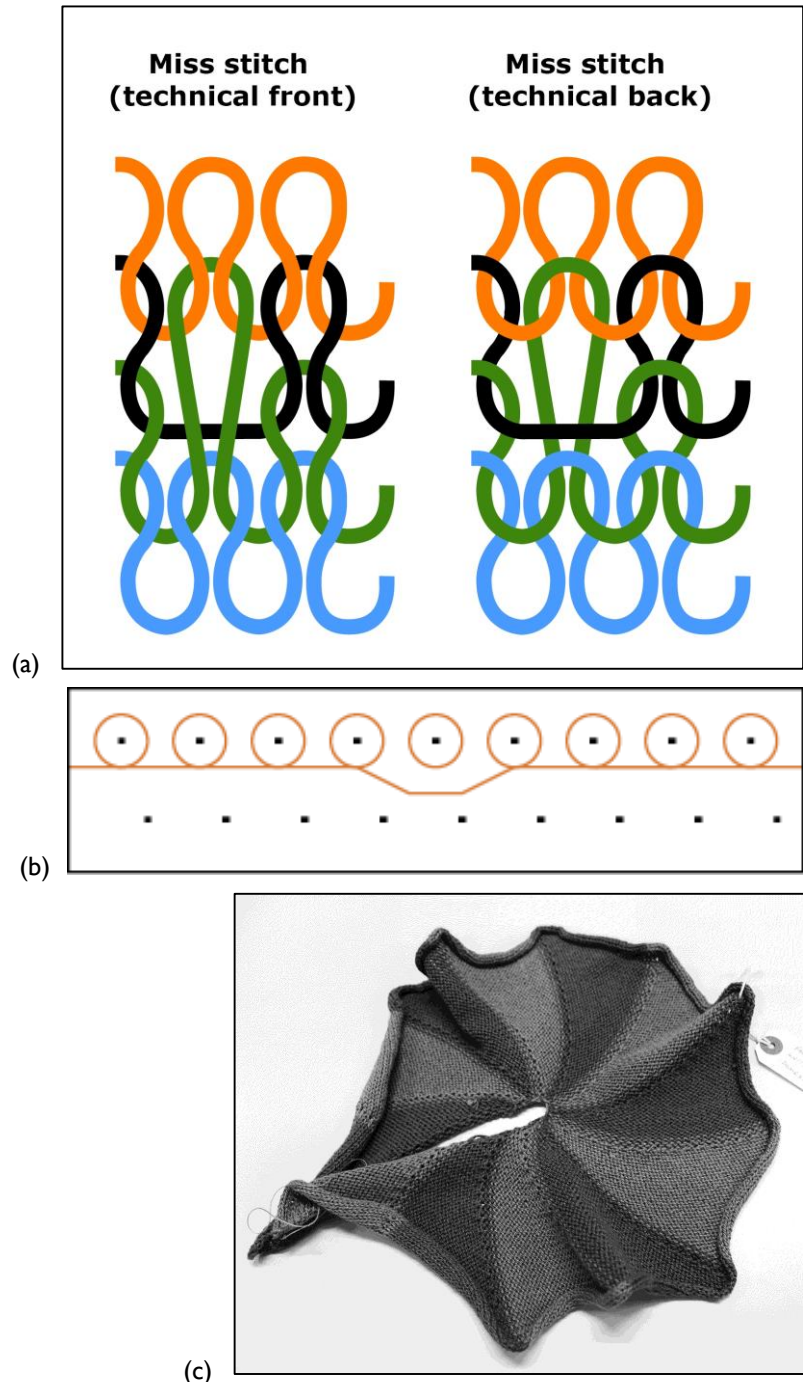 Miss stitch
(technical front)
Miss stitch
(technical back)
(a)
(b)
(c)